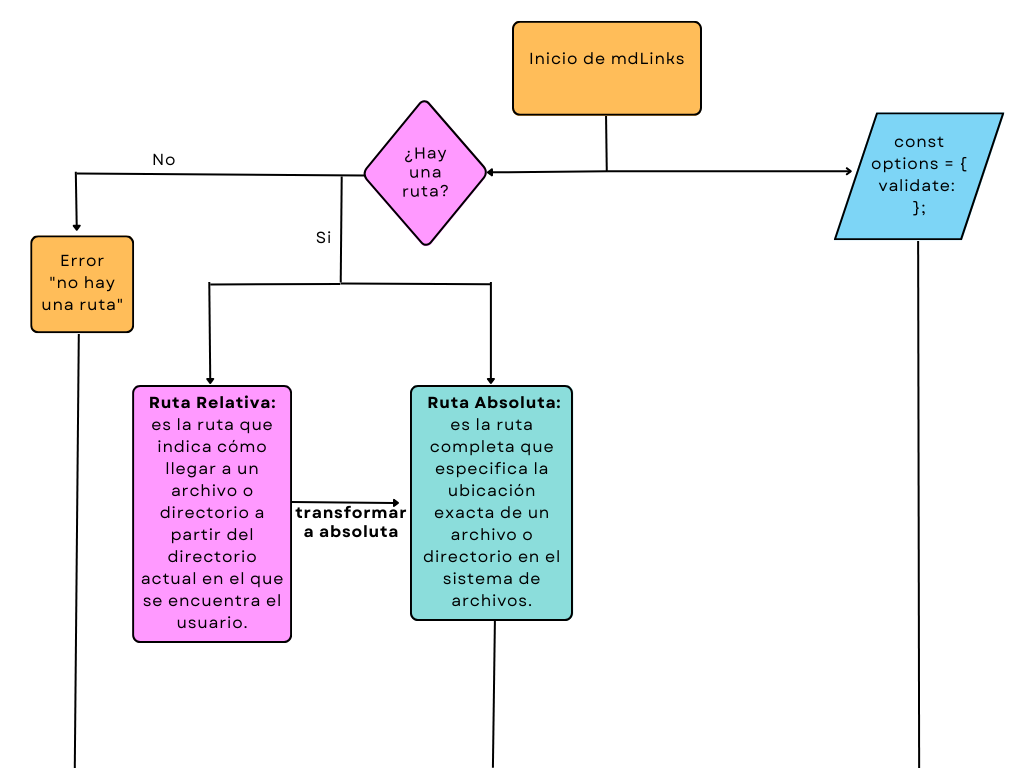 Inicio de mdLinks
¿Hay
una
ruta?
const
options = {
validate:
};
No
Si
Error
"no hay
una ruta"
Ruta Relativa:
es la ruta que
indica cómo
llegar a un
archivo o
directorio a
partir del
directorio
actual en el que
se encuentra el
usuario.
transformar
a absoluta
Ruta Absoluta:
es la ruta
completa que
especifica la
ubicación
exacta de un
archivo o
directorio en el
sistema de
archivos.